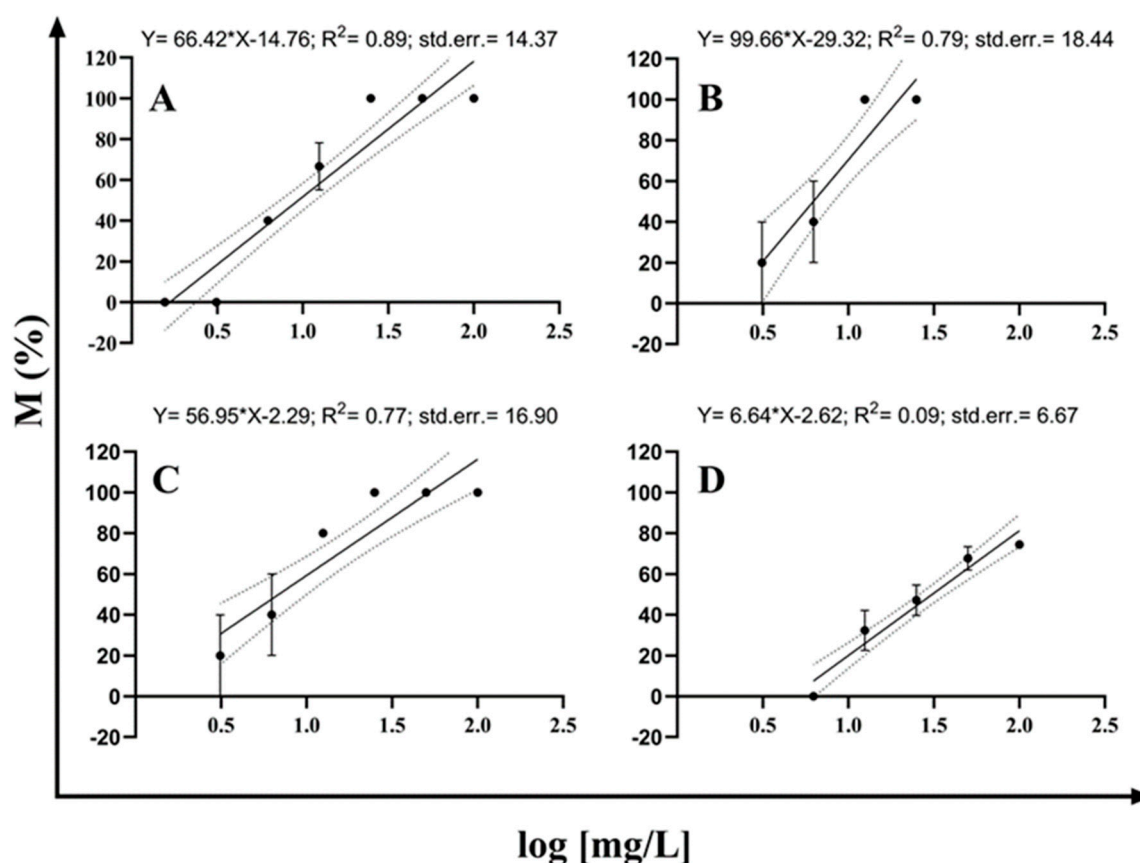 Y= 66.42*X-14.76; R²= 0.89; std.err.= 14.37
A
120
100
80
60
40
20
0
-20
0.5 1.0 1.5 2.0 2.5
Y= 99.66*X-29.32; R²= 0.79; std.err.= 18.44
B
120
100
80
60
40
20
0
-20
0.5 1.0 1.5 2.0 2.5
M (%)
Y= 56.95*X-2.29; R²= 0.77; std.err.= 16.90
C
120
100
80
60
40
20
0
-20
0.5 1.0 1.5 2.0 2.5
Y= 6.64*X-2.62; R²= 0.09; std.err.= 6.67
D
120
100
80
60
40
20
0
-20
0.5 1.0 1.5 2.0 2.5
log [mg/L]